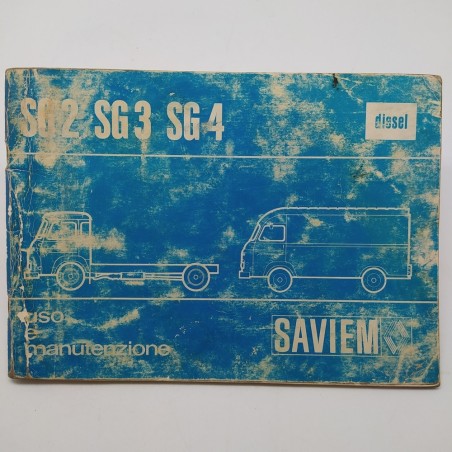 SG2 SG3 SG4
diesel
uso
e
manutenzione
SAVIEM